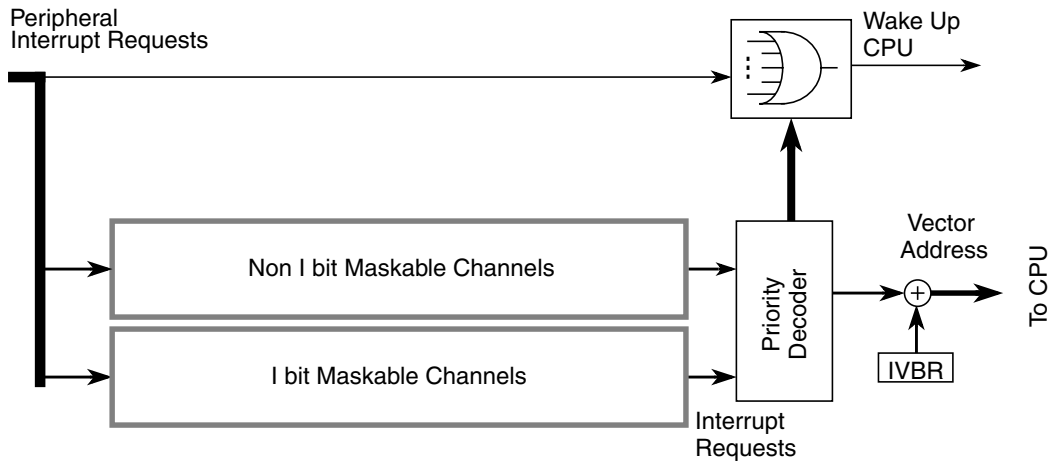 Peripheral
Interrupt Requests
Wake Up
CPU
Non I bit Maskable Channels
I bit Maskable Channels
Priority
Decoder
Interrupt
Requests
Vector
Address
+
IVBR
To CPU